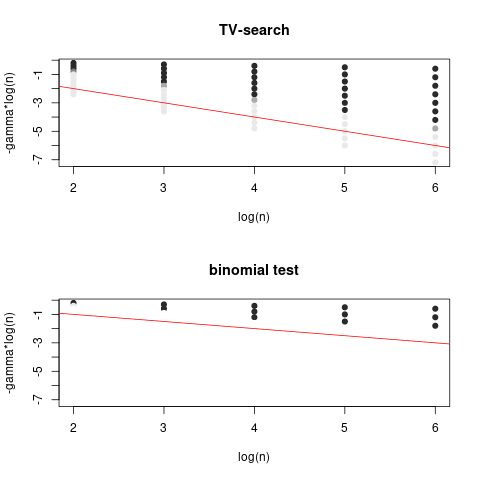 TV-search
-gamma*log(n)
-1
-3
-5
-7
2 3 4 5 6
log(n)
binomial test
-gamma*log(n)
-1
-3
-5
-7
2 3 4 5 6
log(n)